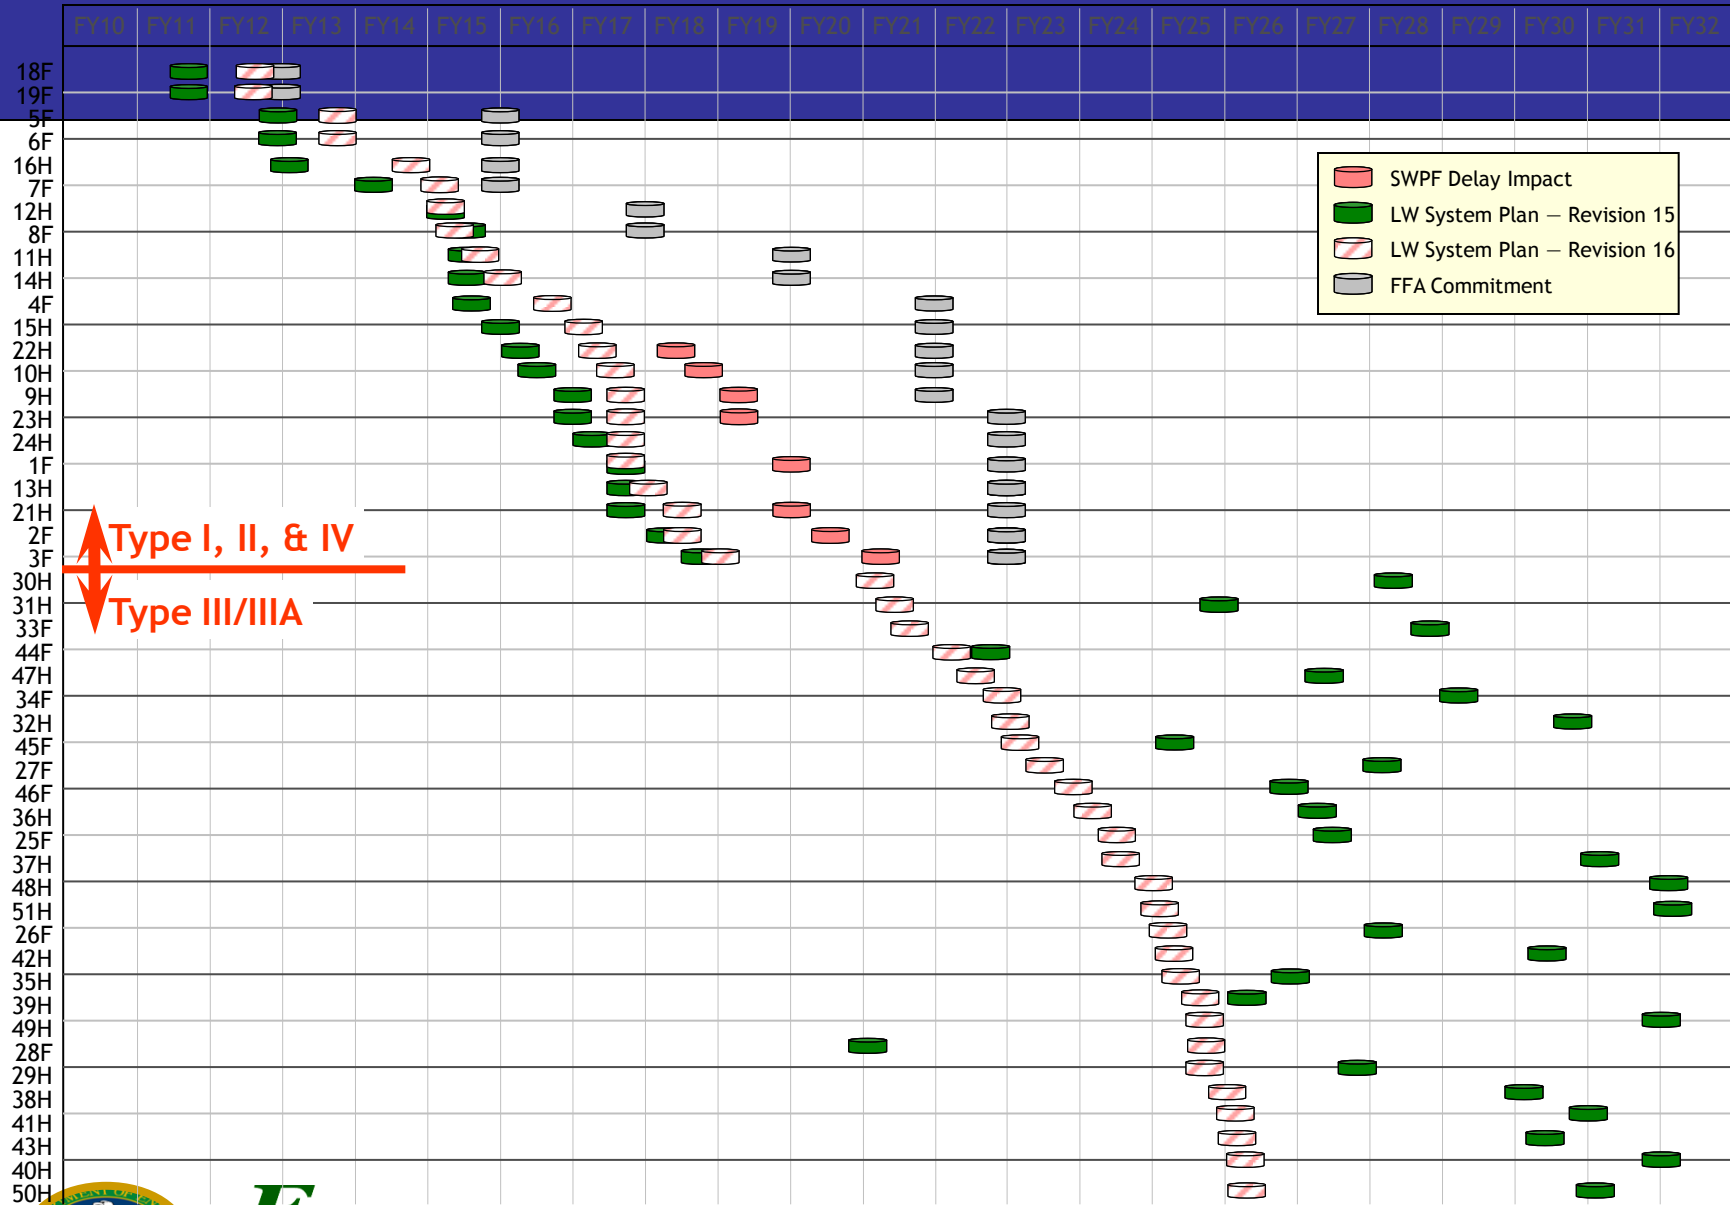 FY10 FY11 FY12 FY13 FY14 FY15 FY16 FY17 FY18 FY19 FY20 FY21 FY22 FY23 FY24 FY25 FY26 FY27 FY28 FY29 FY30 FY31 FY32
18F
19F
5F
6F
16H
7F
12H
8F
11H
14H
4F
15H
22H
10H
9H
23H
24H
1F
13H
21H
2F
3F
30H
31H
33F
44F
47H
34F
32H
45F
27F
46F
36H
25F
37H
48H
51H
26F
42H
35H
39H
49H
28F
29H
38H
41H
43H
40H
50H
SWPF Delay Impact
LW System Plan – Revision 15
LW System Plan – Revision 16
FFA Commitment
Type I, II, & IV
Type III/IIIA